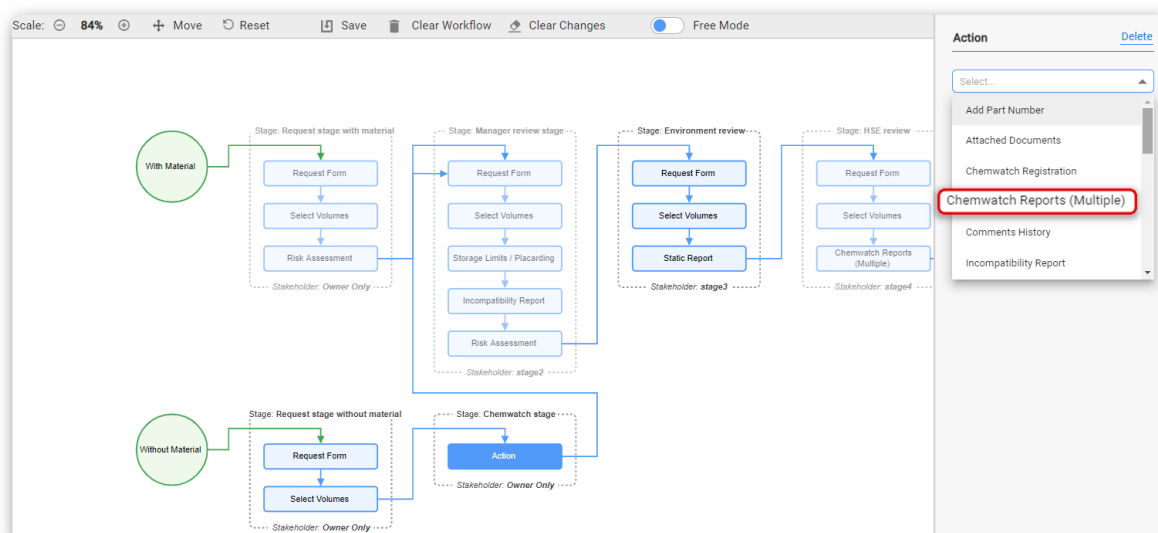 Scale: 84% Move Reset Save Clear Workflow Clear Changes Free Mode
Action Delete
Select...
Add Part Number
Attached Documents
Chemwatch Registration
Chemwatch Reports (Multiple)
Comments History
Incompatibility Report
With Material
Stage: Request stage with material
Request Form
Select Volumes
Risk Assessment
Stakeholder: Owner Only
Stage: Manager review stage
Request Form
Select Volumes
Storage Limits / Placarding
Incompatibility Report
Risk Assessment
Stakeholder: stage2
Stage: Environment review
Request Form
Select Volumes
Static Report
Stakeholder: stage3
Stage: HSE review
Request Form
Select Volumes
Chemwatch Reports
(Multiple)
Stakeholder: stage4
Without Material
Stage: Request stage without material
Request Form
Select Volumes
Stakeholder: Owner Only
Stage: Chemwatch stage
Action
Stakeholder: Owner Only